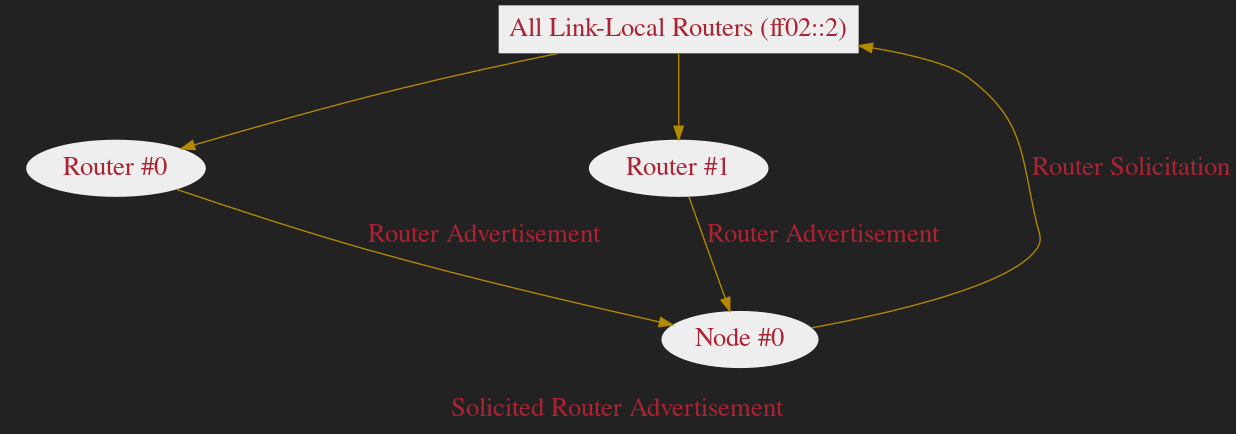 All Link-Local Routers (ff02::2)
Router #0
Router #1
Router Solicitation
Router Advertisement
Router Advertisement
Node #0
Solicited Router Advertisement